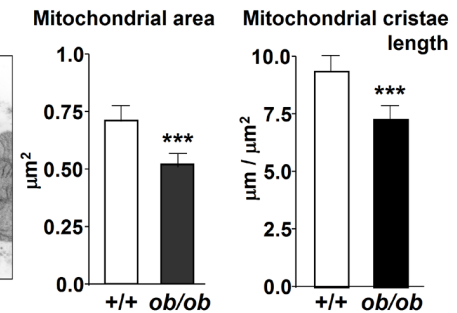 Mitochondrial area
1.0
0.75
0.50
0.25
0.0
μm²
***
+/+ ob/ob
Mitochondrial cristae
length
10.0
7.5
5.0
2.5
0.0
μm / μm²
***
+/+ ob/ob